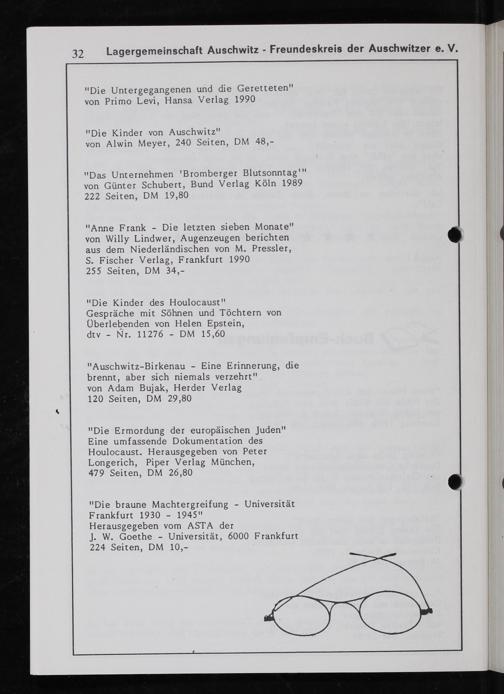 32
Lagergemeinschaft Auschwitz - Freundeskreis der Auschwitzer e. V.
"Die Untergegangenen und die Geretteten"
von Primo Levi, Hansa Verlag 1990
"Die Kinder von Auschwitz"
von Alwin Meyer, 240 Seiten, DM 48,-
"Das Unternehmen 'Bromberger Blutsonntag'"
von Günter Schubert, Bund Verlag Köln 1989
222 Seiten, DM 19,80
"Anne Frank - Die letzten sieben Monate"
von Willy Lindwer, Augenzeugen berichten
aus dem Niederländischen von M. Pressler,
S. Fischer Verlag, Frankfurt 1990
255 Seiten, DM 34,-
"Die Kinder des Houlocaust"
Gespräche mit Söhnen und Töchtern von
Überlebenden von Helen Epstein,
dtv - Nr. 11276 - DM 15,60
"Auschwitz-Birkenau - Eine Erinnerung, die
brennt, aber sich niemals verzehrt"
von Adam Bujak, Herder Verlag
120 Seiten, DM 29,80
"Die Ermordung der europäischen Juden"
Eine umfassende Dokumentation des
Houlocaust. Herausgegeben von Peter
Longerich, Piper Verlag München,
479 Seiten, DM 26,80
"Die braune Machtergreifung - Universität
Frankfurt 1930 - 1945"
Herausgegeben vom ASTA der
J. W. Goethe - Universität, 6000 Frankfurt
224 Seiten, DM 10,-